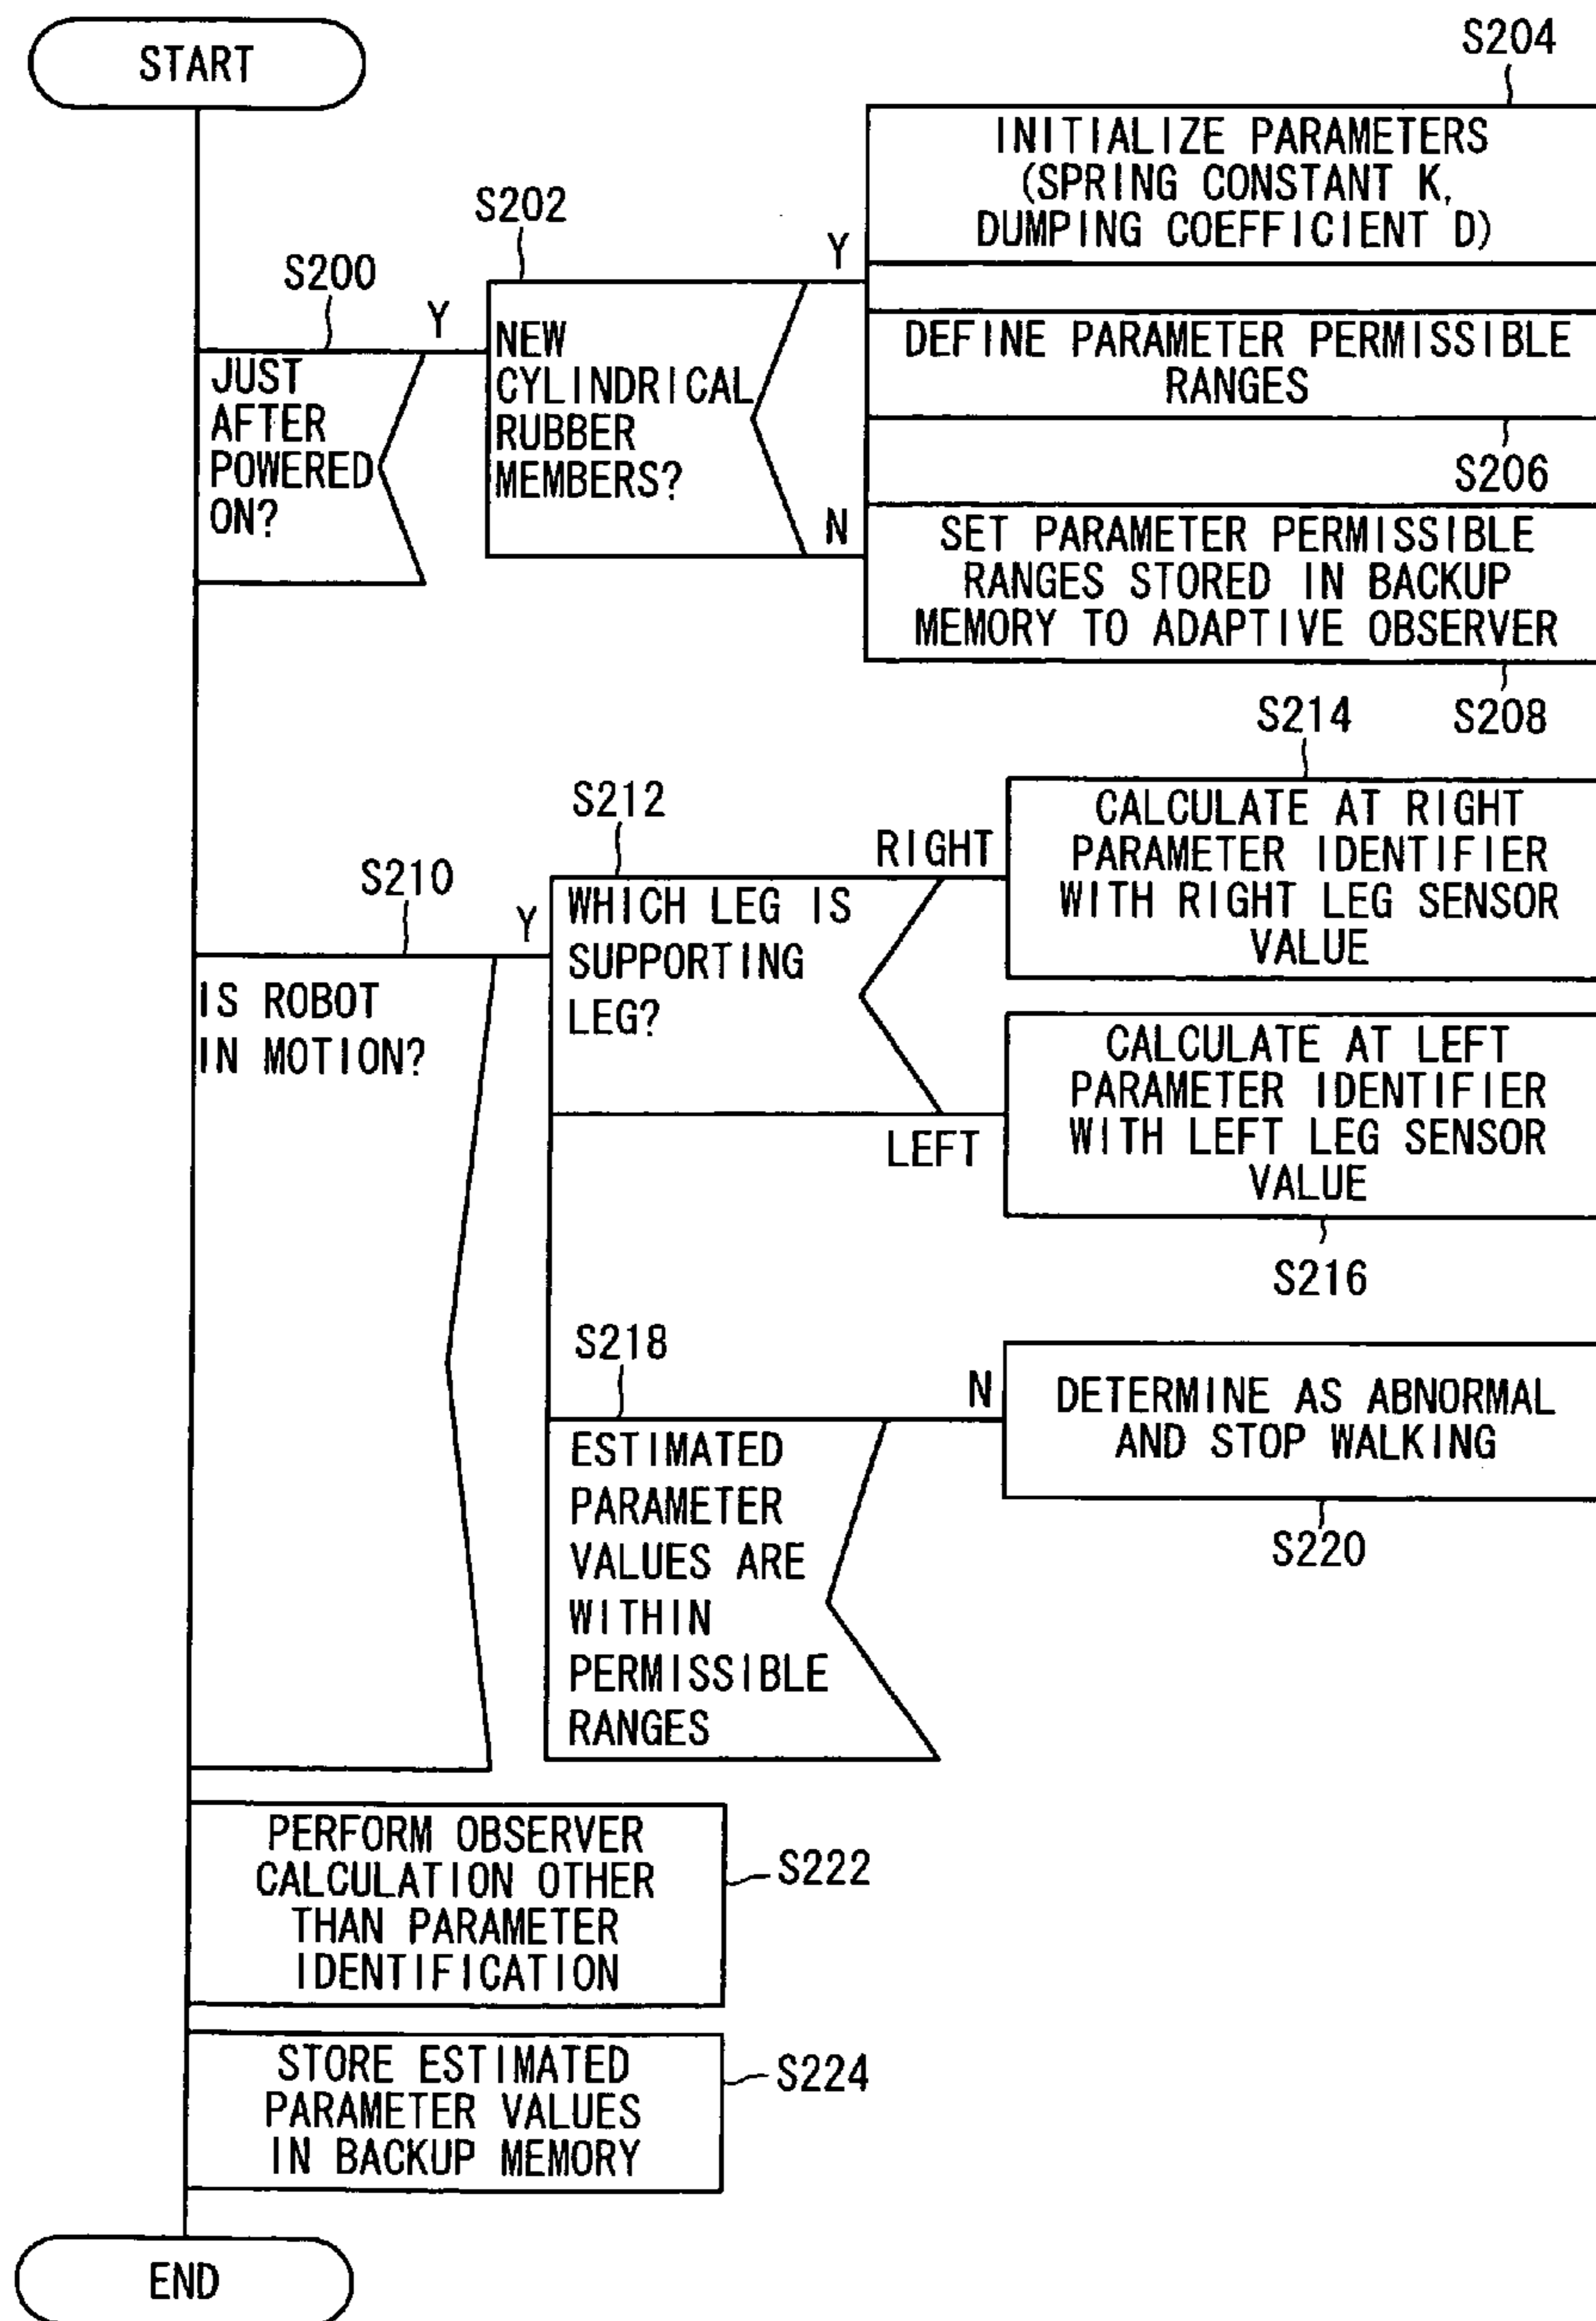 START
S200
Y
JUST
AFTER
POWERED
ON?
S202
NEW
CYLINDRICAL
RUBBER
MEMBERS?
Y
N
S204
INITIALIZE PARAMETERS
(SPRING CONSTANT K,
DUMPING COEFFICIENT D)
DEFINE PARAMETER PERMISSIBLE
RANGES
S206
SET PARAMETER PERMISSIBLE
RANGES STORED IN BACKUP
MEMORY TO ADAPTIVE OBSERVER
S208
S210
Y
IS ROBOT
IN MOTION?
S212
WHICH LEG IS
SUPPORTING
LEG?
RIGHT
LEFT
S214
CALCULATE AT RIGHT
PARAMETER IDENTIFIER
WITH RIGHT LEG SENSOR
VALUE
CALCULATE AT LEFT
PARAMETER IDENTIFIER
WITH LEFT LEG SENSOR
VALUE
S216
S218
N
ESTIMATED
PARAMETER
VALUES ARE
WITHIN
PERMISSIBLE
RANGES
DETERMINE AS ABNORMAL
AND STOP WALKING
S220
PERFORM OBSERVER
CALCULATION OTHER
THAN PARAMETER
IDENTIFICATION
S222
STORE ESTIMATED
PARAMETER VALUES
IN BACKUP MEMORY
S224
END